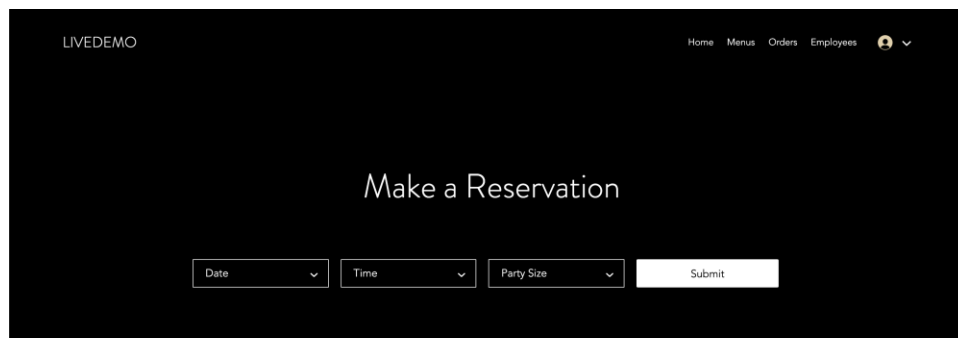 LIVEDEMO
Home Menus Orders Employees
Make a Reservation
Date Time Party Size Submit